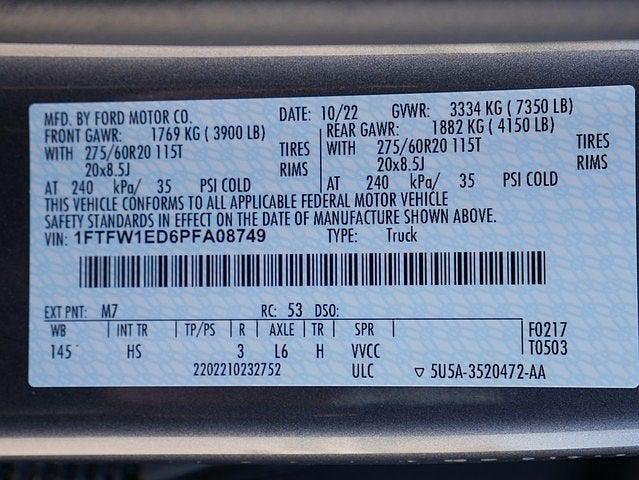 MFD. BY FORD MOTOR CO. DATE: 10/22 GVWR: 3334 KG ( 7350 LB)
FRONT GAWR: 1769 KG ( 3900 LB) REAR GAWR: 1882 KG ( 4150 LB)
WITH 275/60R20 115T TIRES WITH 275/60R20 115T TIRES
20x8.5J RIMS 20x8.5J RIMS
AT 240 kPa/ 35 PSI COLD AT 240 kPa/ 35 PSI COLD
THIS VEHICLE CONFORMS TO ALL APPLICABLE FEDERAL MOTOR VEHICLE
SAFETY STANDARDS IN EFFECT ON THE DATE OF MANUFACTURE SHOWN ABOVE.
VIN: 1FTFW1ED6PFA08749 TYPE: Truck
EXT PNT: M7 RC: 53 DSO:
WB INT TR TP/PS R AXLE TR SPR F0217
145 HS 3 L6 H VVCC T0503
2202210232752 ULC ▽ 5U5A-3520472-AA